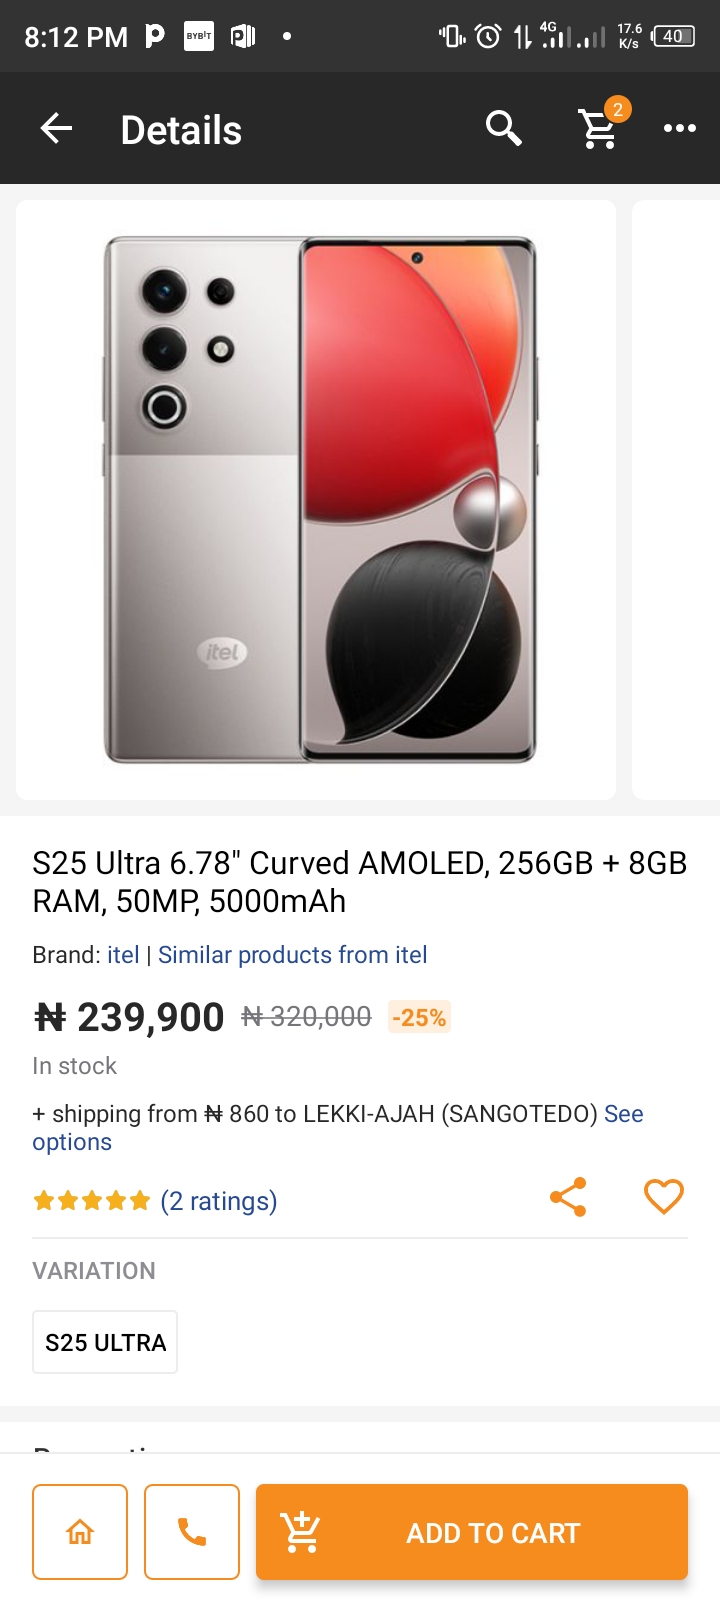 8:12 PM BYBIT 4G 17.6 K/s 40
Details 2
itel
S25 Ultra 6.78" Curved AMOLED, 256GB + 8GB
RAM, 50MP, 5000mAh
Brand: itel | Similar products from itel
₦ 239,900 ₦ 320,000 -25%
In stock
+ shipping from ₦ 860 to LEKKI-AJAH (SANGOTEDO) See
options
(2 ratings)
VARIATION
S25 ULTRA
ADD TO CART